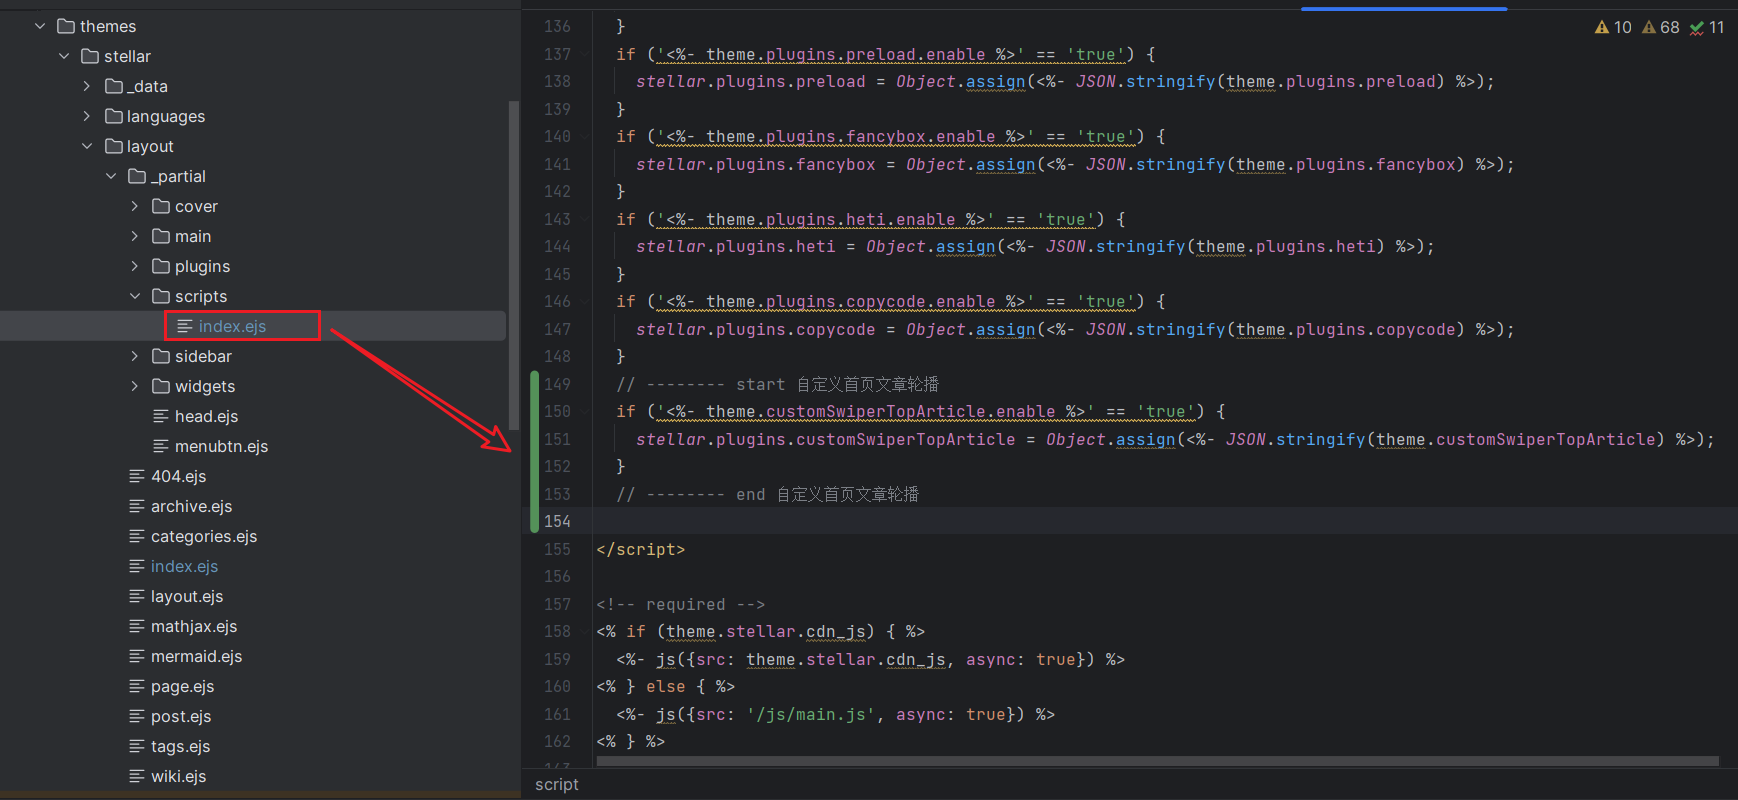 themes
stellar
_data
languages
layout
_partial
cover
main
plugins
scripts
index.ejs
sidebar
widgets
head.ejs
menubtn.ejs
404.ejs
archive.ejs
categories.ejs
index.ejs
layout.ejs
mathjax.ejs
mermaid.ejs
page.ejs
post.ejs
tags.ejs
wiki.ejs
10 68 11
136 }
137 if ('<%- theme.plugins.preload.enable %>' == 'true') {
138 stellar.plugins.preload = Object.assign(<%- JSON.stringify(theme.plugins.preload) %>);
139 }
140 if ('<%- theme.plugins.fancybox.enable %>' == 'true') {
141 stellar.plugins.fancybox = Object.assign(<%- JSON.stringify(theme.plugins.fancybox) %>);
142 }
143 if ('<%- theme.plugins.heti.enable %>' == 'true') {
144 stellar.plugins.heti = Object.assign(<%- JSON.stringify(theme.plugins.heti) %>);
145 }
146 if ('<%- theme.plugins.copycode.enable %>' == 'true') {
147 stellar.plugins.copycode = Object.assign(<%- JSON.stringify(theme.plugins.copycode) %>);
148 }
149 // -------- start 自定义首页文章轮播
150 if ('<%- theme.customSwiperTopArticle.enable %>' == 'true') {
151 stellar.plugins.customSwiperTopArticle = Object.assign(<%- JSON.stringify(theme.customSwiperTopArticle) %>);
152 }
153 // -------- end 自定义首页文章轮播
154
155 </script>
156
157 <!-- required -->
158 <% if (theme.stellar.cdn_js) { %>
159 <%- js({src: theme.stellar.cdn_js, async: true}) %>
160 <% } else { %>
161 <%- js({src: '/js/main.js', async: true}) %>
162 <% } %>
script